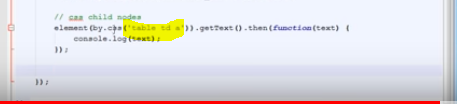 // css child nodes
element(by.css('table td a')).getText().then(function(text) {
console.log(text);
});
});